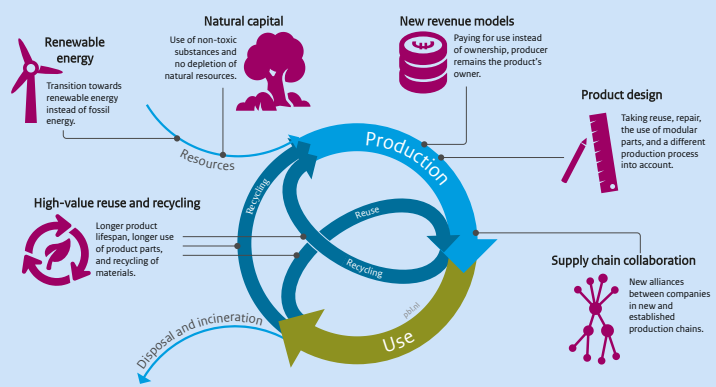 Natural capital
Use of non-toxic
substances and
no depletion of
natural resources.
New revenue models
Paying for use instead
of ownership, producer
remains the product's
owner.
Renewable
energy
Transition towards
renewable energy
instead of fossil
energy.
Product design
Taking reuse, repair,
the use of modular
parts, and a different
production process
into account.
Resources
Production
Recycling
Reuse
Recycling
High-value reuse and recycling
Longer product
lifespan, longer use
of product parts,
and recycling of
materials.
Supply chain collaboration
New alliances
between companies
in new and
established
production chains.
pbl.nl
Use
Disposal and incineration